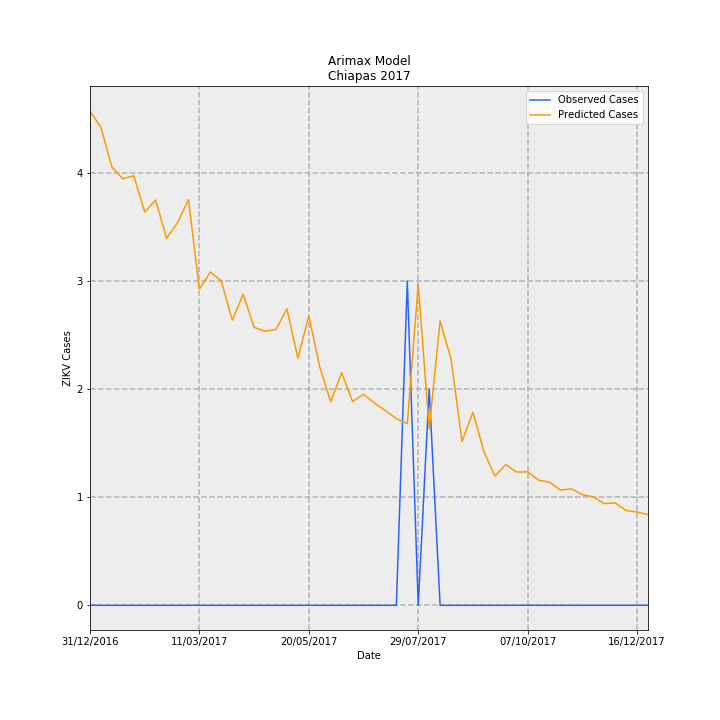 Arimax Model
Chiapas 2017
Observed Cases
Predicted Cases
4
3
2
1
0
ZIKV Cases
31/12/2016
11/03/2017
20/05/2017
29/07/2017
07/10/2017
16/12/2017
Date